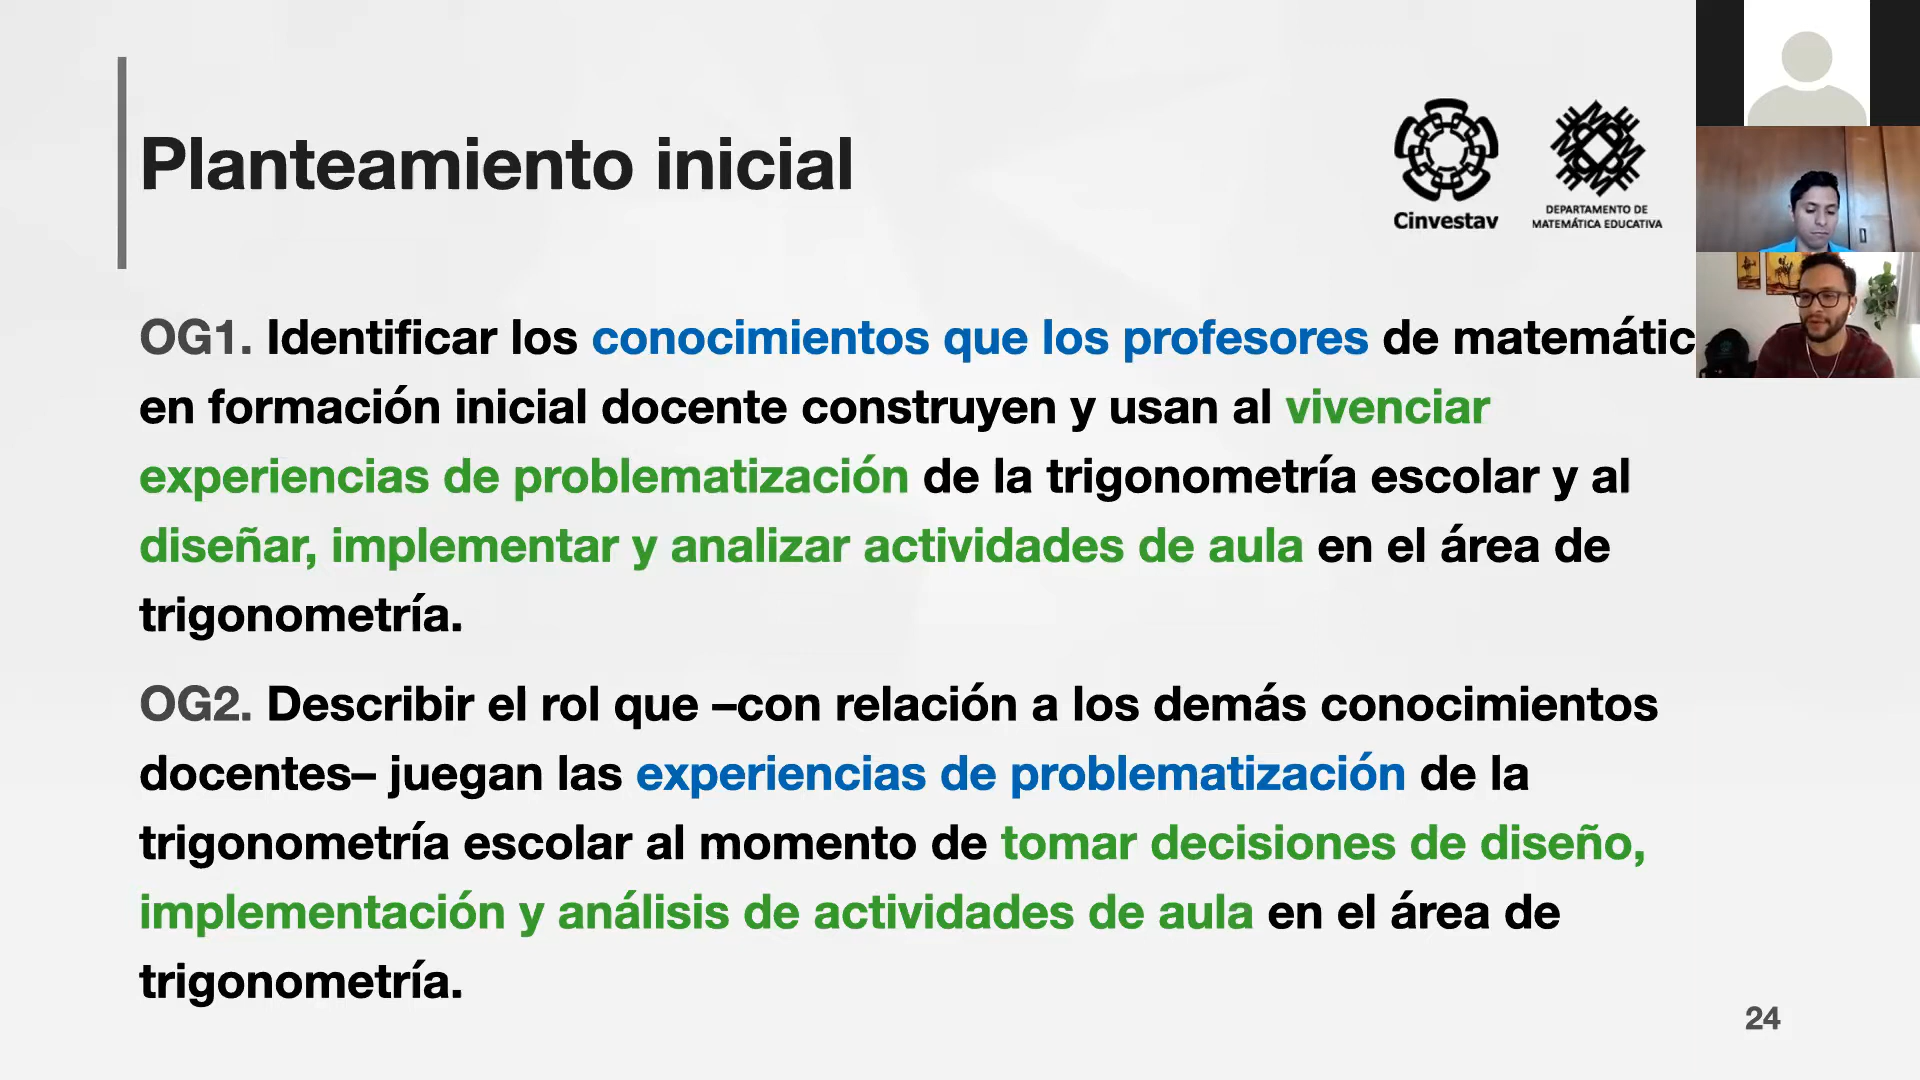 Planteamiento inicial
Cinvestav
DEPARTAMENTO DE
MATEMÁTICA EDUCATIVA
OG1. Identificar los conocimientos que los profesores de matemátic
en formación inicial docente construyen y usan al vivenciar
experiencias de problematización de la trigonometría escolar y al
diseñar, implementar y analizar actividades de aula en el área de
trigonometría.
OG2. Describir el rol que –con relación a los demás conocimientos
docentes– juegan las experiencias de problematización de la
trigonometría escolar al momento de tomar decisiones de diseño,
implementación y análisis de actividades de aula en el área de
trigonometría.
24